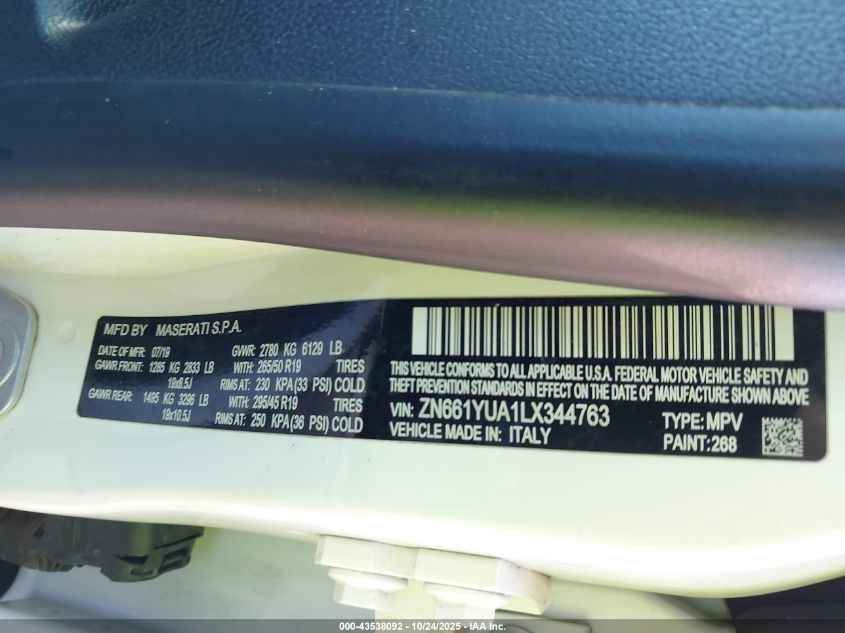 MFD BY MASERATI S.P.A.
DATE OF MFR: 07/19 GVWR: 2780 KG 6129 LB
GAWR FRONT: 1285 KG 2833 LB WITH: 265/50 R19 TIRES
19x8.5J RIMS AT: 230 KPA (33 PSI) COLD
GAWR REAR: 1495 KG 3296 LB WITH: 295/45 R19 TIRES
19x10.5J RIMS AT: 250 KPA (36 PSI) COLD
THIS VEHICLE CONFORMS TO ALL APPLICABLE U.S.A. FEDERAL MOTOR VEHICLE SAFETY AND
THEFT PREVENTION STANDARDS IN EFFECT ON THE DATE OF MANUFACTURE SHOWN ABOVE
VIN: ZN661YUA1LX344763 TYPE: MPV
VEHICLE MADE IN: ITALY PAINT: 268
000-43538092 - 10/24/2025 - IAA Inc.